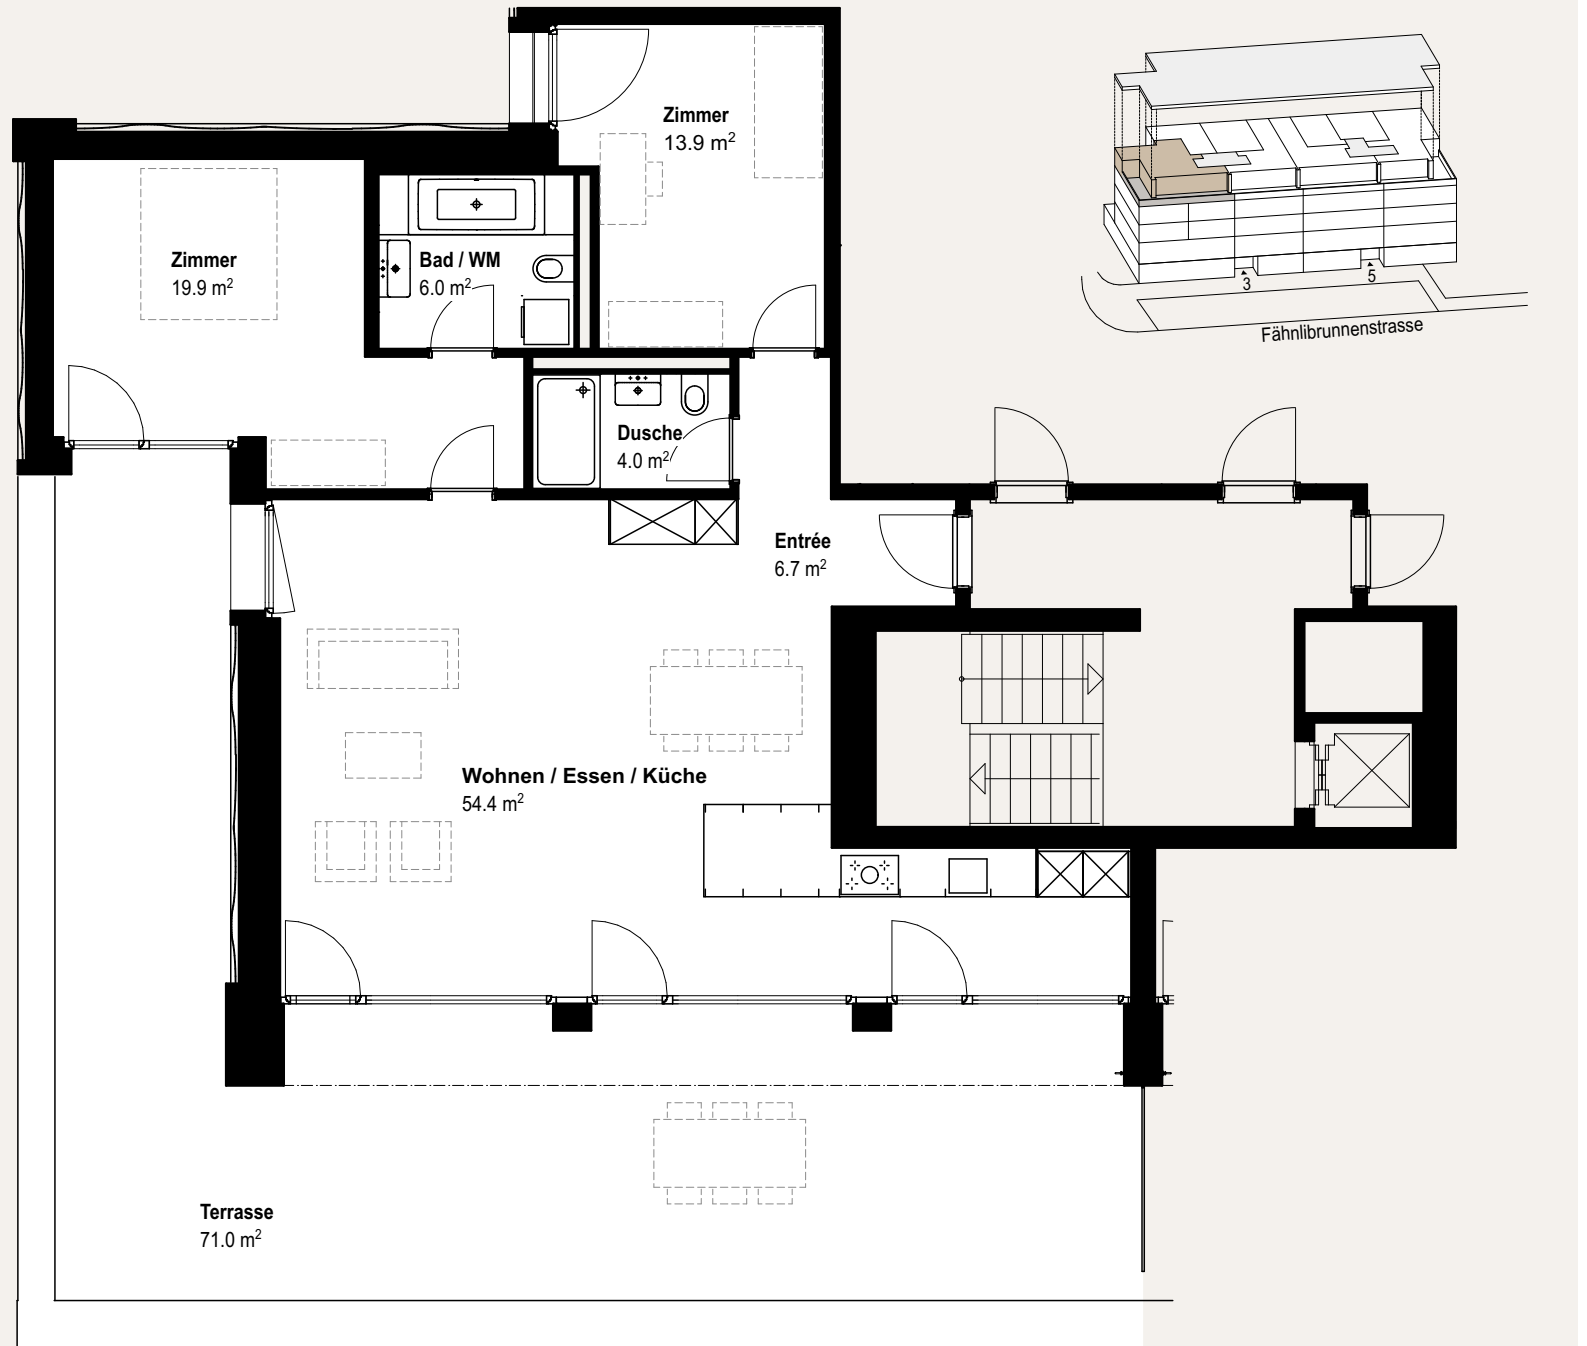 Zimmer
13.9 m²
Zimmer
19.9 m²
Bad / WM
6.0 m²
Dusche
4.0 m²
Entrée
6.7 m²
Wohnen / Essen / Küche
54.4 m²
Terrasse
71.0 m²
3
5
Fähnlibrunnenstrasse